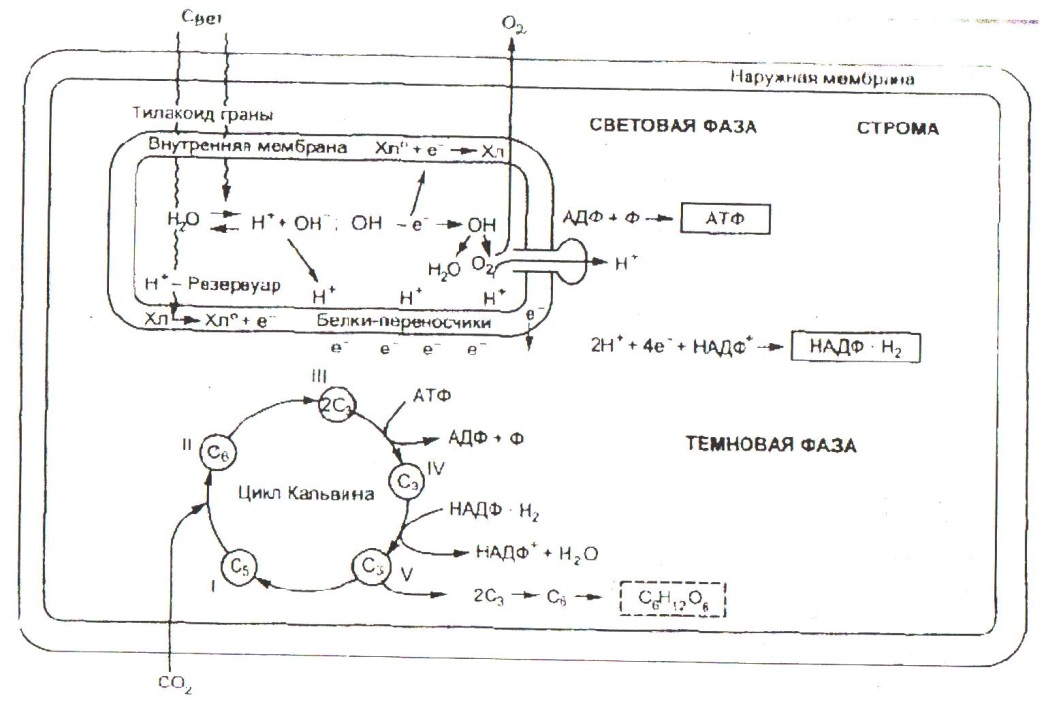 Свет
O₂
Наружная мембрана
Тилакоид граны
СВЕТОВАЯ ФАЗА
СТРОМА
Внутренняя мембрана
Хлº + e⁻ → Хл
H₂O ⇄ H⁺ + OH⁻; OH – e⁻ → OH
АДФ + Ф → АТФ
H₂O O₂
H⁺
H⁺ – Резервуар
H⁺ H⁺ H⁺
Хл → Хлº + e⁻
Белки-переносчики
e⁻
e⁻ e⁻ e⁻ e⁻
2H⁺ + 4e⁻ + НАДФ⁺ → НАДФ · H₂
III
2C₃
АТФ
АДФ + Ф
ТЕМНОВАЯ ФАЗА
II
C₆
IV
C₃
Цикл Кальвина
НАДФ · H₂
НАДФ⁺ + H₂O
I
C₅
C₃
V
2C₃ → C₆ → C₆H₁₂O₆
CO₂